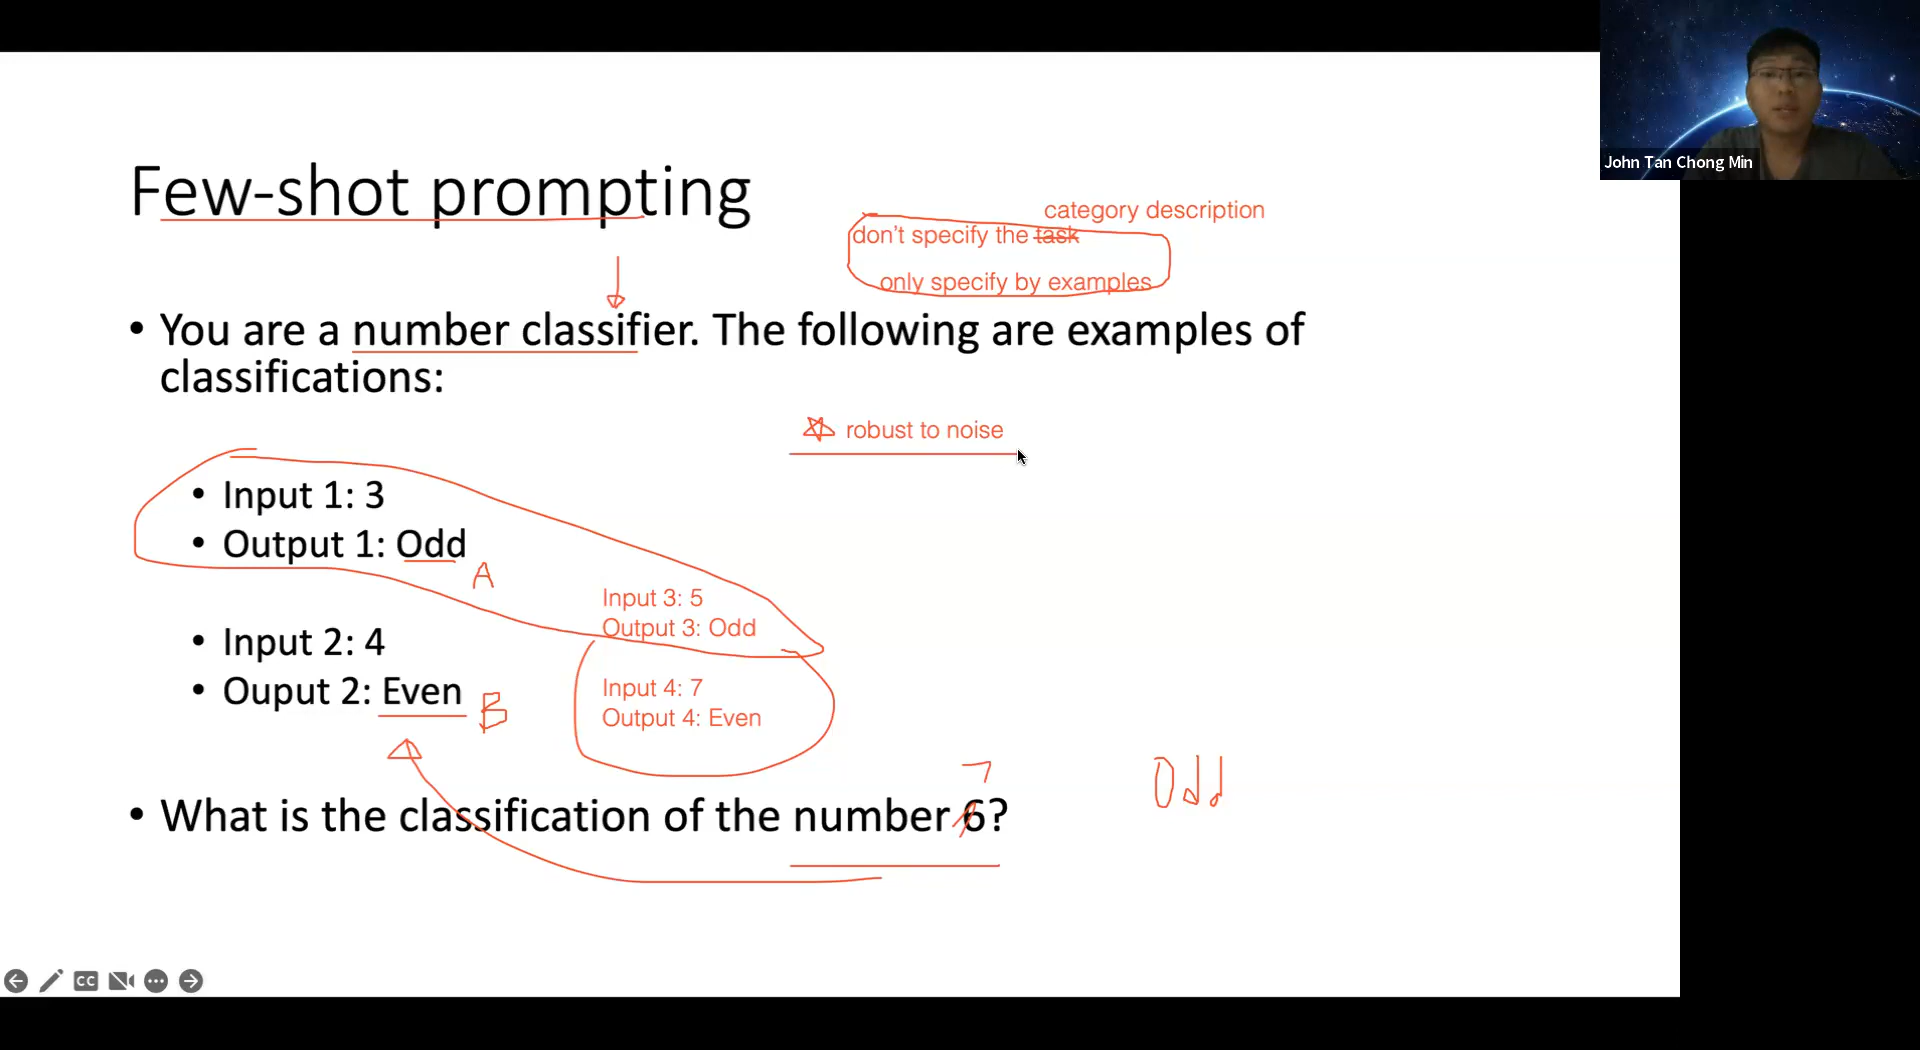 John Tan Chong Min
Few-shot prompting
category description
don't specify the task
only specify by examples
• You are a number classifier. The following are examples of
classifications:
robust to noise
• Input 1: 3
• Output 1: Odd
A
Input 3: 5
Output 3: Odd
• Input 2: 4
• Ouput 2: Even
B
Input 4: 7
Output 4: Even
7
Odd
• What is the classification of the number 6?
CC